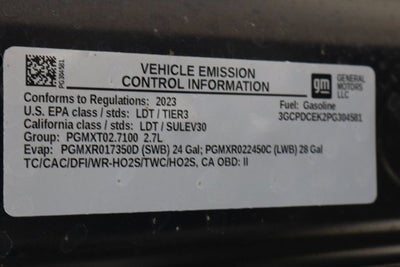 PG304581
VEHICLE EMISSION
CONTROL INFORMATION
gm
GENERAL
MOTORS
LLC
Conforms to Regulations: 2023
Fuel: Gasoline
U.S. EPA class / stds: LDT / TIER3
3GCPDCEK2PG304581
California class / stds: LDT / SULEV30
Group: PGMXT02.7100 2.7L
Evap: PGMXR017350D (SWB) 24 Gal; PGMXR022450C (LWB) 28 Gal
TC/CAC/DFI/WR-HO2S/TWC/HO2S, CA OBD: II